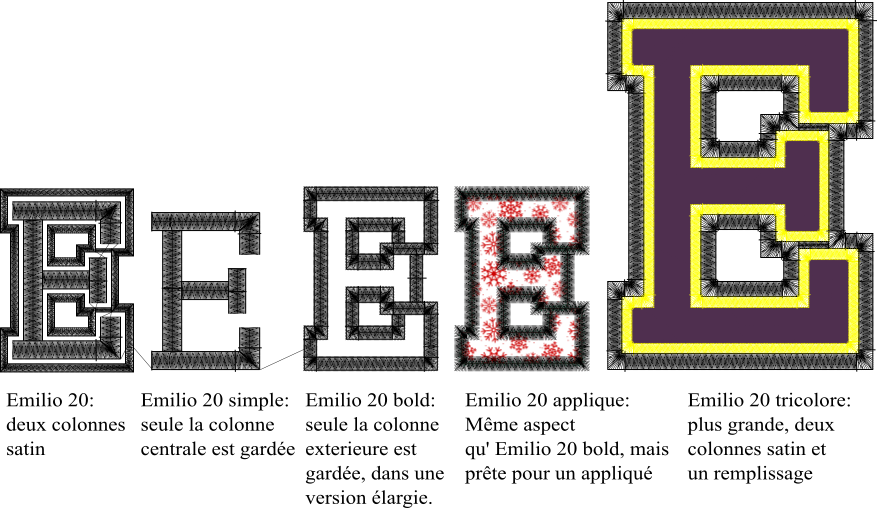 E E E E E
Emilio 20:
deux colonnes
satin
Emilio 20 simple:
seule la colonne
centrale est gardée
Emilio 20 bold:
seule la colonne
exterieure est
gardée, dans une
version élargie.
Emilio 20 applique:
Même aspect
qu' Emilio 20 bold, mais
prête pour un appliqué
Emilio 20 tricolore:
plus grande, deux
colonnes satin et
un remplissage